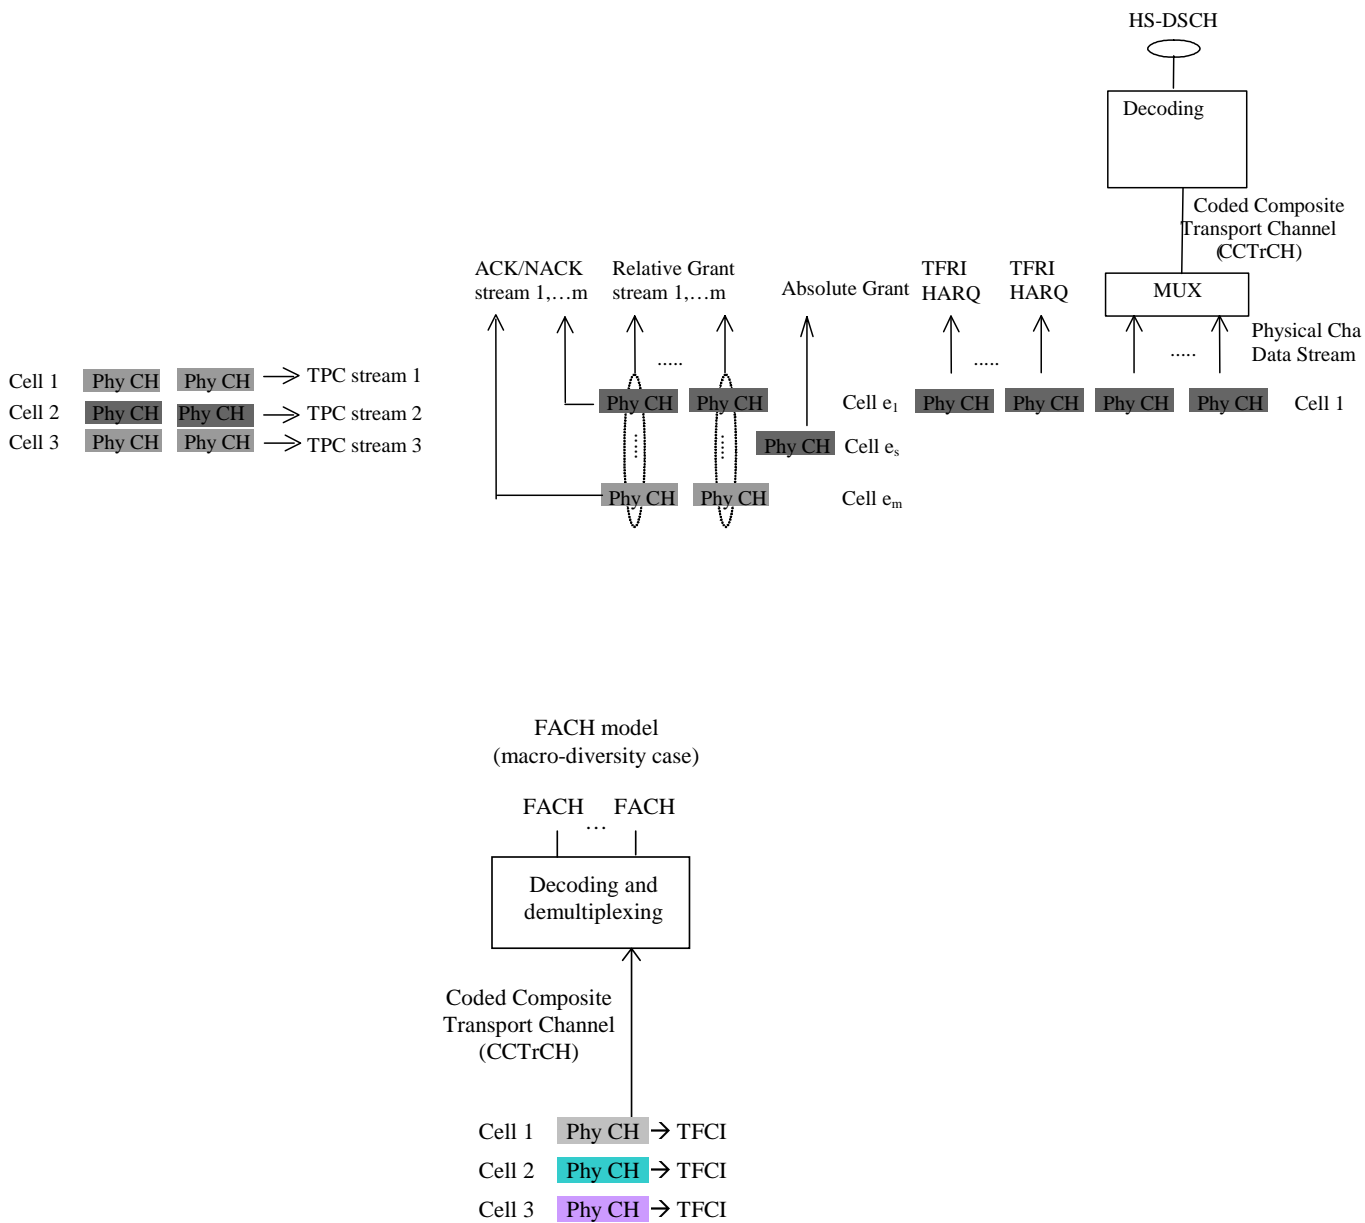 HS-DSCH
Decoding
Coded Composite
Transport Channel
(CCTrCH)
ACK/NACK
stream 1,…m
Relative Grant
stream 1,…m
Absolute Grant
TFRI
HARQ
TFRI
HARQ
MUX
Physical Cha
Data Stream
.....
.....
.....
Cell 1 Phy CH Phy CH TPC stream 1
Cell 2 Phy CH Phy CH TPC stream 2
Cell 3 Phy CH Phy CH TPC stream 3
Phy CH Phy CH Cell e1 Phy CH Phy CH Phy CH Phy CH Cell 1
Phy CH Cell es
Phy CH Phy CH Cell em
FACH model
(macro-diversity case)
FACH … FACH
Decoding and
demultiplexing
Coded Composite
Transport Channel
(CCTrCH)
Cell 1 Phy CH → TFCI
Cell 2 Phy CH → TFCI
Cell 3 Phy CH → TFCI